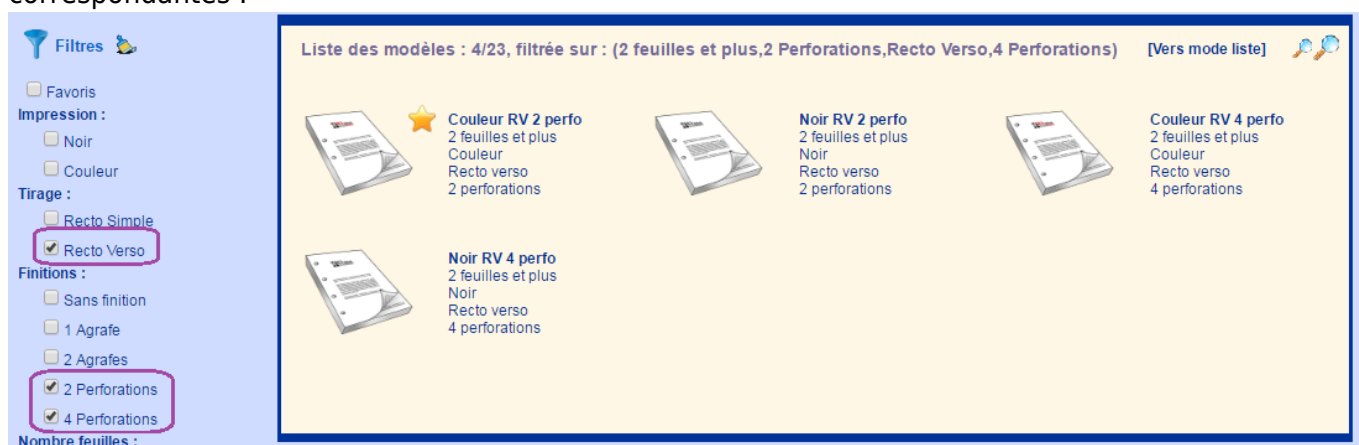 correspondantes :
Filtres
Favoris
Impression :
Noir
Couleur
Tirage :
Recto Simple
Recto Verso
Finitions :
Sans finition
1 Agrafe
2 Agrafes
2 Perforations
4 Perforations
Nombre feuilles :
Liste des modèles : 4/23, filtrée sur : (2 feuilles et plus,2 Perforations,Recto Verso,4 Perforations) [Vers mode liste]
Couleur RV 2 perfo
2 feuilles et plus
Couleur
Recto verso
2 perforations
Noir RV 2 perfo
2 feuilles et plus
Noir
Recto verso
2 perforations
Couleur RV 4 perfo
2 feuilles et plus
Couleur
Recto verso
4 perforations
Noir RV 4 perfo
2 feuilles et plus
Noir
Recto verso
4 perforations